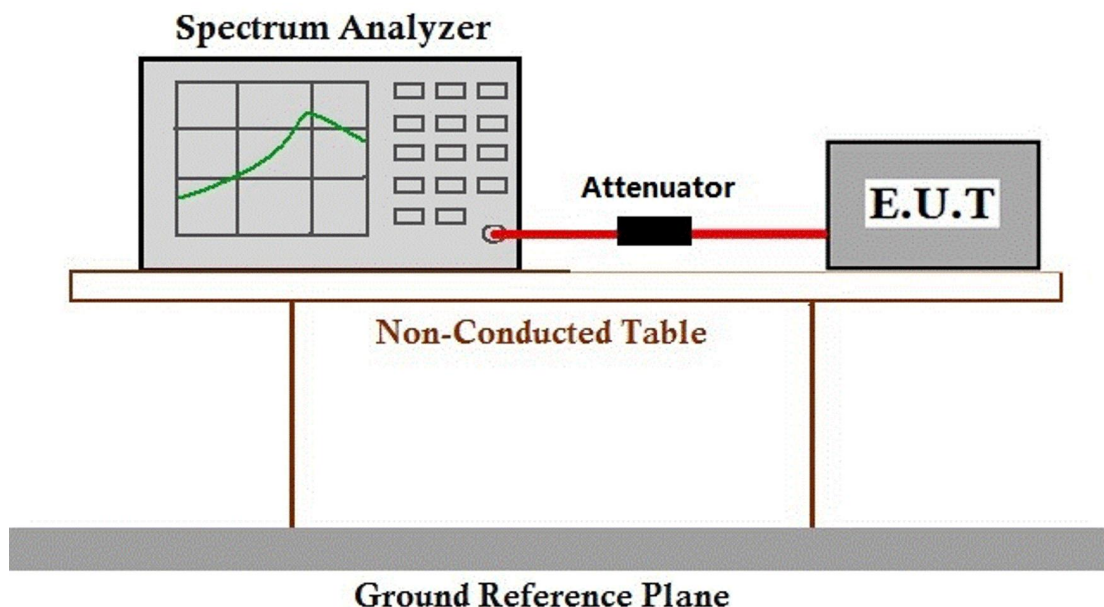 Spectrum Analyzer
Attenuator
E.U.T
Non-Conducted Table
Ground Reference Plane